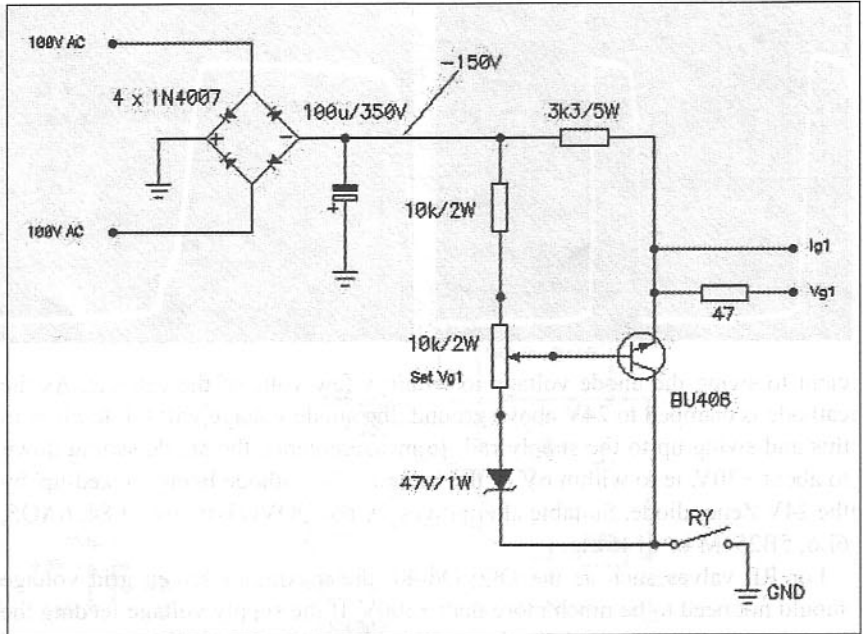 100V AC
-150V
4 x 1N4007
100u/350V
3k3/5W
+
-
+
10k/2W
Ig1
100V AC
Vg1
47
10k/2W
Set Vg1
BU406
47V/1W
RY
GND